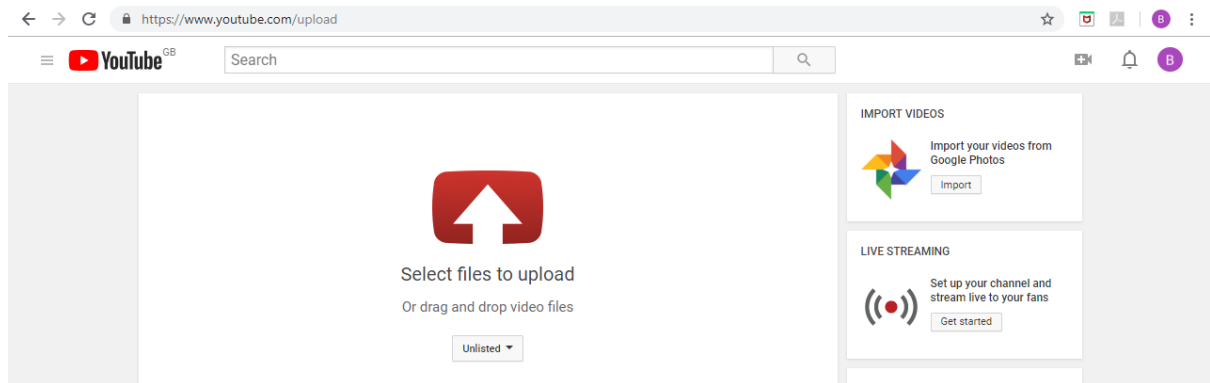 https://www.youtube.com/upload
B
YouTube GB
Search
B
Select files to upload
Or drag and drop video files
Unlisted
IMPORT VIDEOS
Import your videos from
Google Photos
Import
LIVE STREAMING
Set up your channel and
stream live to your fans
Get started